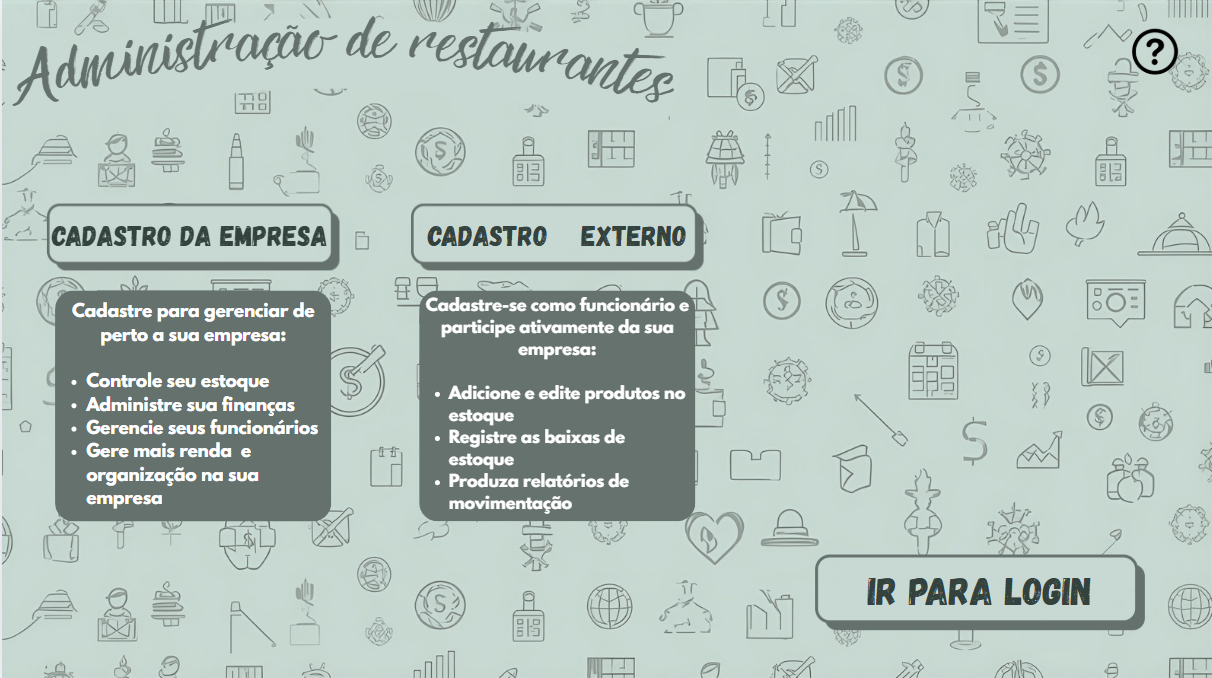 Administração de restaurantes
?
CADASTRO DA EMPRESA
Cadastre para gerenciar de
perto a sua empresa:
• Controle seu estoque
• Administre sua finanças
• Gerencie seus funcionários
• Gere mais renda e
organização na sua
empresa
CADASTRO EXTERNO
Cadastre-se como funcionário e
participe ativamente da sua
empresa:
• Adicione e edite produtos no
estoque
• Registre as baixas de
estoque
• Produza relatórios de
movimentação
IR PARA LOGIN